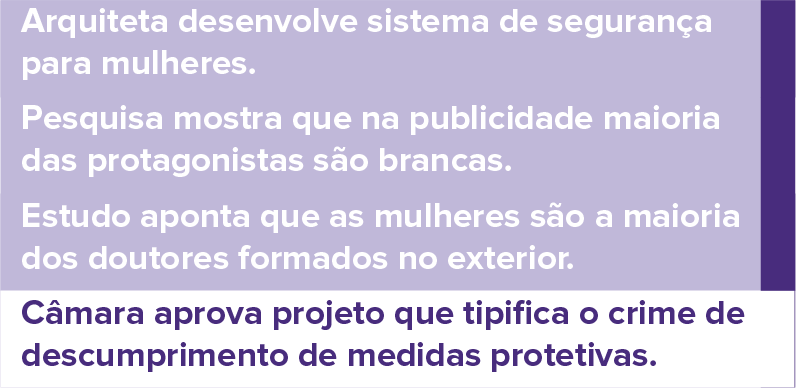 Arquiteta desenvolve sistema de segurança
para mulheres.
Pesquisa mostra que na publicidade maioria
das protagonistas são brancas.
Estudo aponta que as mulheres são a maioria
dos doutores formados no exterior.
Câmara aprova projeto que tipifica o crime de
descumprimento de medidas protetivas.